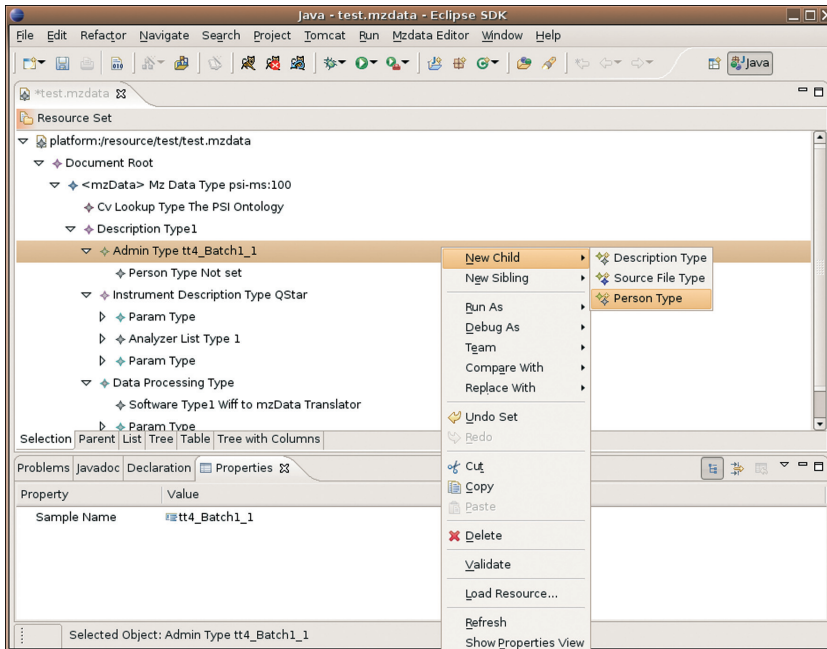 Java - test.mzdata - Eclipse SDK
File Edit Refactor Navigate Search Project Tomcat Run Mzdata Editor Window Help
010
Java
*test.mzdata
Resource Set
platform:/resource/test/test.mzdata
Document Root
<mzData> Mz Data Type psi-ms:100
Cv Lookup Type The PSI Ontology
Description Type1
Admin Type tt4_Batch1_1
Person Type Not set
Instrument Description Type QStar
Param Type
Analyzer List Type 1
Param Type
Data Processing Type
Software Type1 Wiff to mzData Translator
Param Type
New Child
New Sibling
Run As
Debug As
Team
Compare With
Replace With
Undo Set
Redo
Cut
Copy
Paste
Delete
Validate
Load Resource...
Refresh
Show Properties View
Description Type
Source File Type
Person Type
Selection Parent List Tree Table Tree with Columns
Problems Javadoc Declaration Properties
Property Value
Sample Name tt4_Batch1_1
Selected Object: Admin Type tt4_Batch1_1